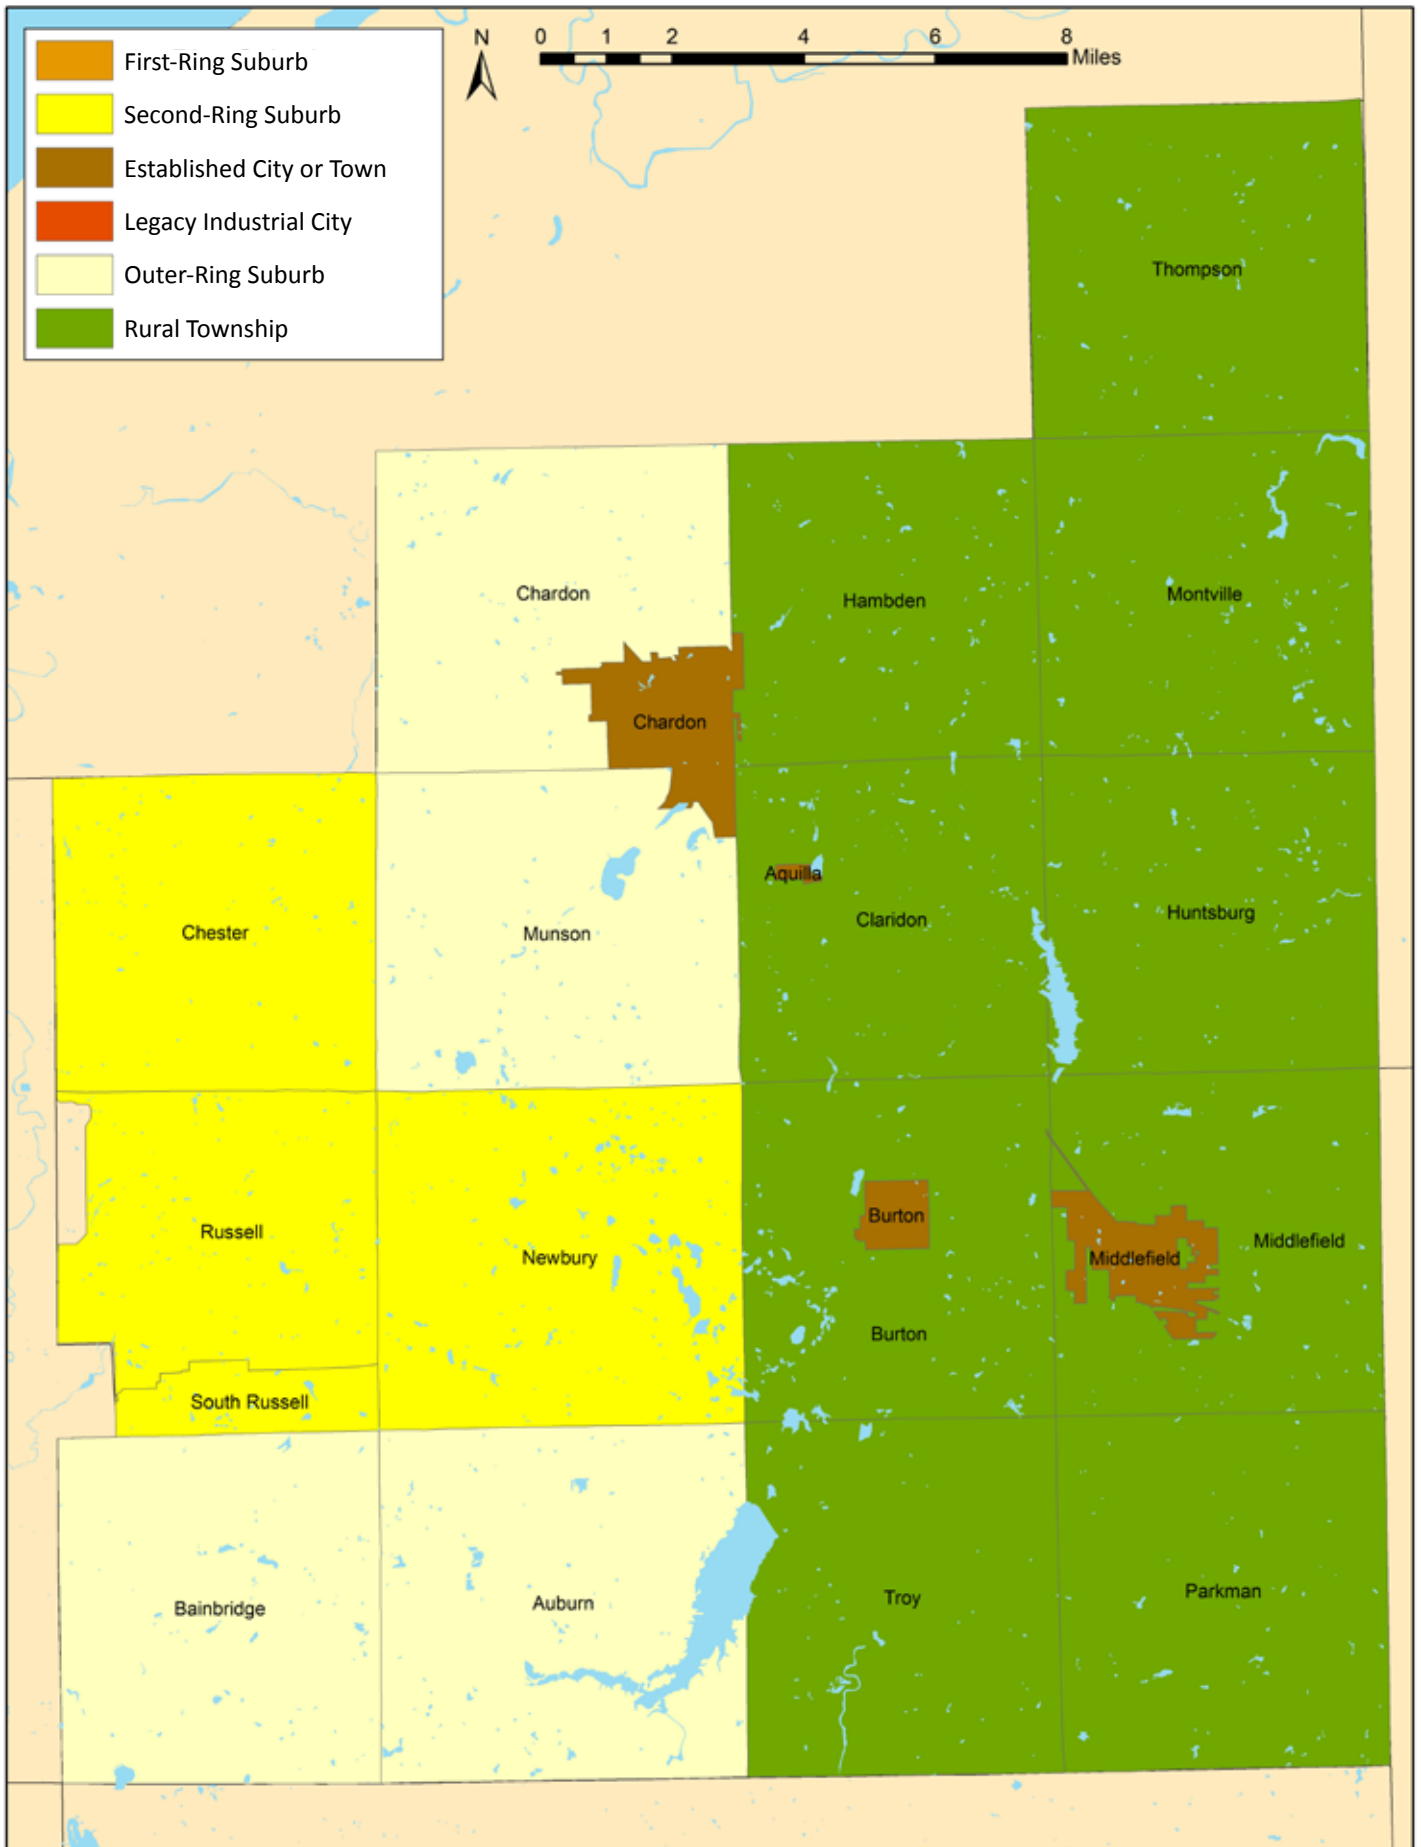 First-Ring Suburb
Second-Ring Suburb
Established City or Town
Legacy Industrial City
Outer-Ring Suburb
Rural Township
N
0 1 2 4 6 8
Miles
Thompson
Chardon
Hambden
Montville
Chardon
Aquilla
Chester
Munson
Claridon
Huntsburg
Burton
Russell
Newbury
Middlefield
Middlefield
Burton
South Russell
Bainbridge
Auburn
Troy
Parkman